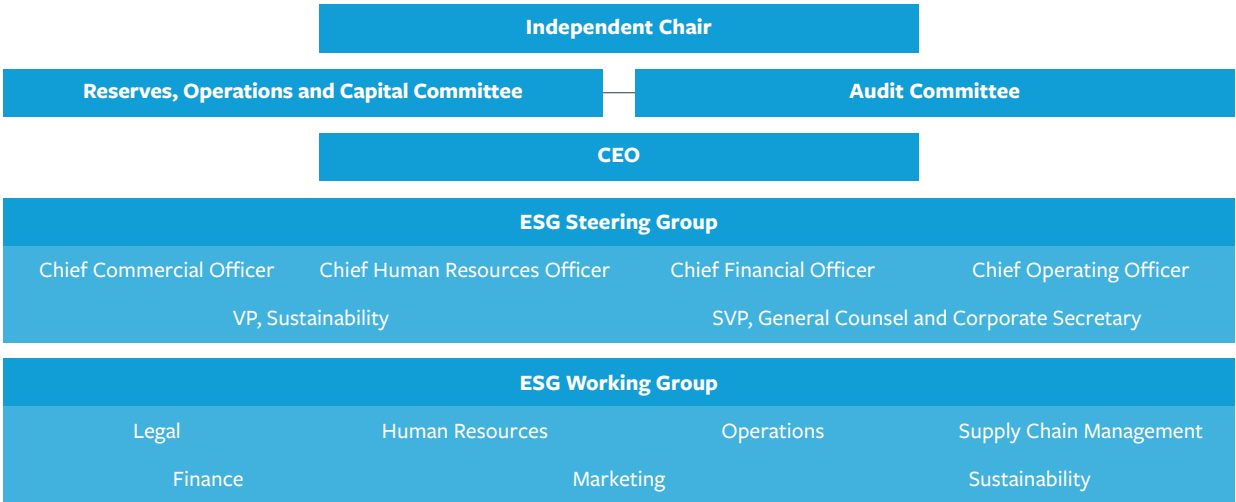 Independent Chair
Reserves, Operations and Capital Committee
Audit Committee
CEO
ESG Steering Group
Chief Commercial Officer
Chief Human Resources Officer
Chief Financial Officer
Chief Operating Officer
VP, Sustainability
SVP, General Counsel and Corporate Secretary
ESG Working Group
Legal
Human Resources
Operations
Supply Chain Management
Finance
Marketing
Sustainability